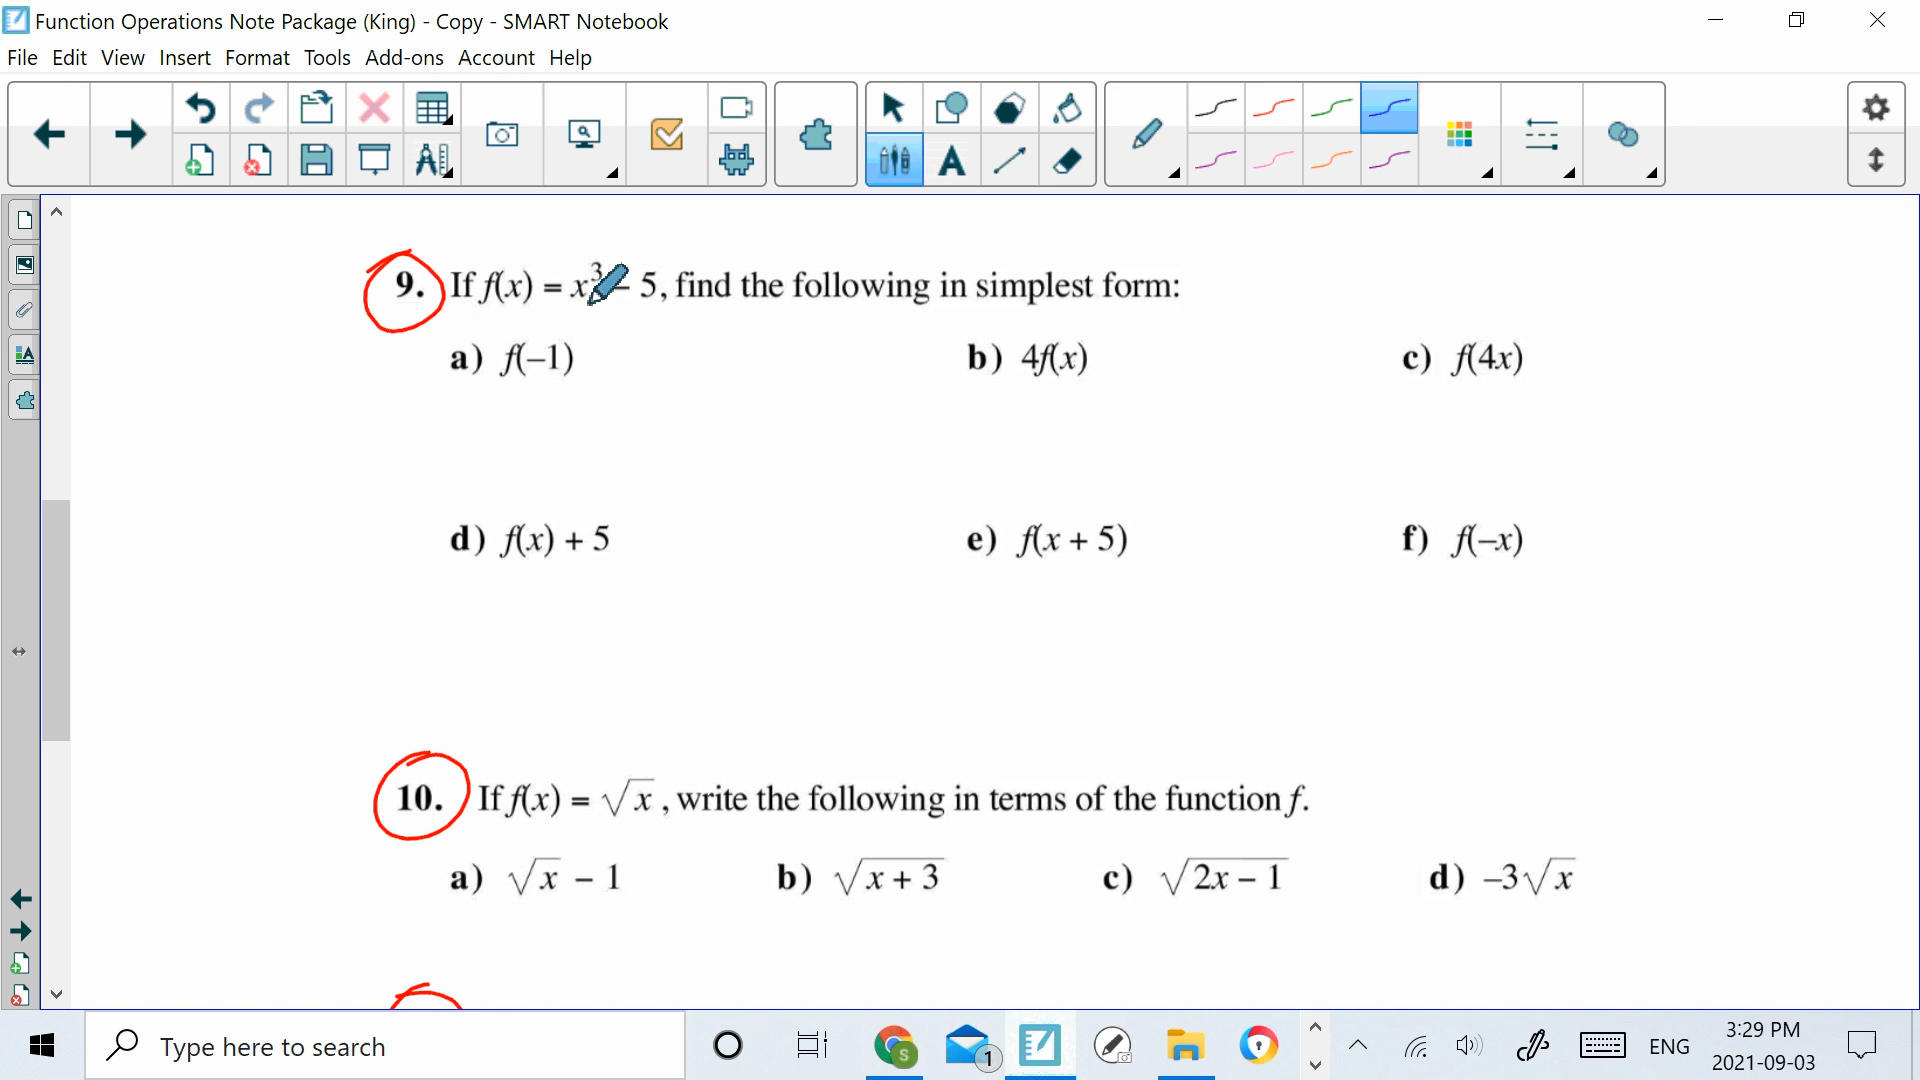 Function Operations Note Package (King) - Copy - SMART Notebook
File Edit View Insert Format Tools Add-ons Account Help
9. If f(x) = x³ – 5, find the following in simplest form:
a) f(–1) b) 4f(x) c) f(4x)
d) f(x) + 5 e) f(x + 5) f) f(–x)
10. If f(x) = √x , write the following in terms of the function f.
a) √x – 1 b) √(x + 3) c) √(2x – 1) d) –3√x
Type here to search
S
1
ENG
3:29 PM
2021-09-03